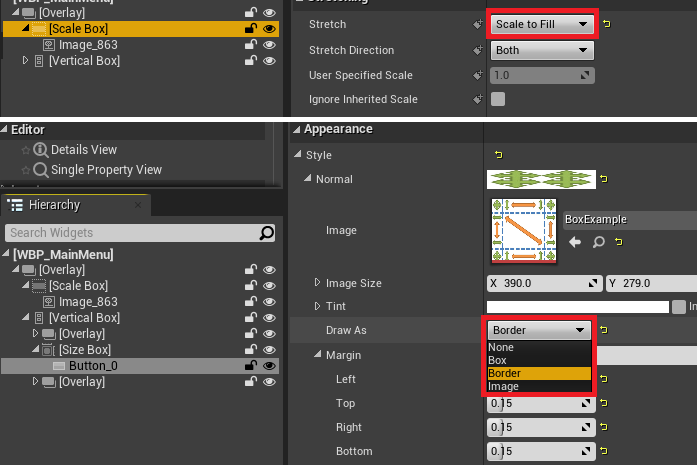 [WBP_MainMenu]
[Overlay]
[Scale Box]
Image_863
[Vertical Box]
Stretching
Stretch
Scale to Fill
Stretch Direction
Both
User Specified Scale
1.0
Ignore Inherited Scale
Editor
Details View
Single Property View
Hierarchy
Search Widgets
[WBP_MainMenu]
[Overlay]
[Scale Box]
Image_863
[Vertical Box]
[Overlay]
[Size Box]
Button_0
[Overlay]
Appearance
Style
Normal
Image
BoxExample
Image Size
X 390.0
Y 279.0
Tint
Draw As
Border
None
Box
Border
Image
Margin
Left
Top
0.15
Right
0.15
Bottom
0.15